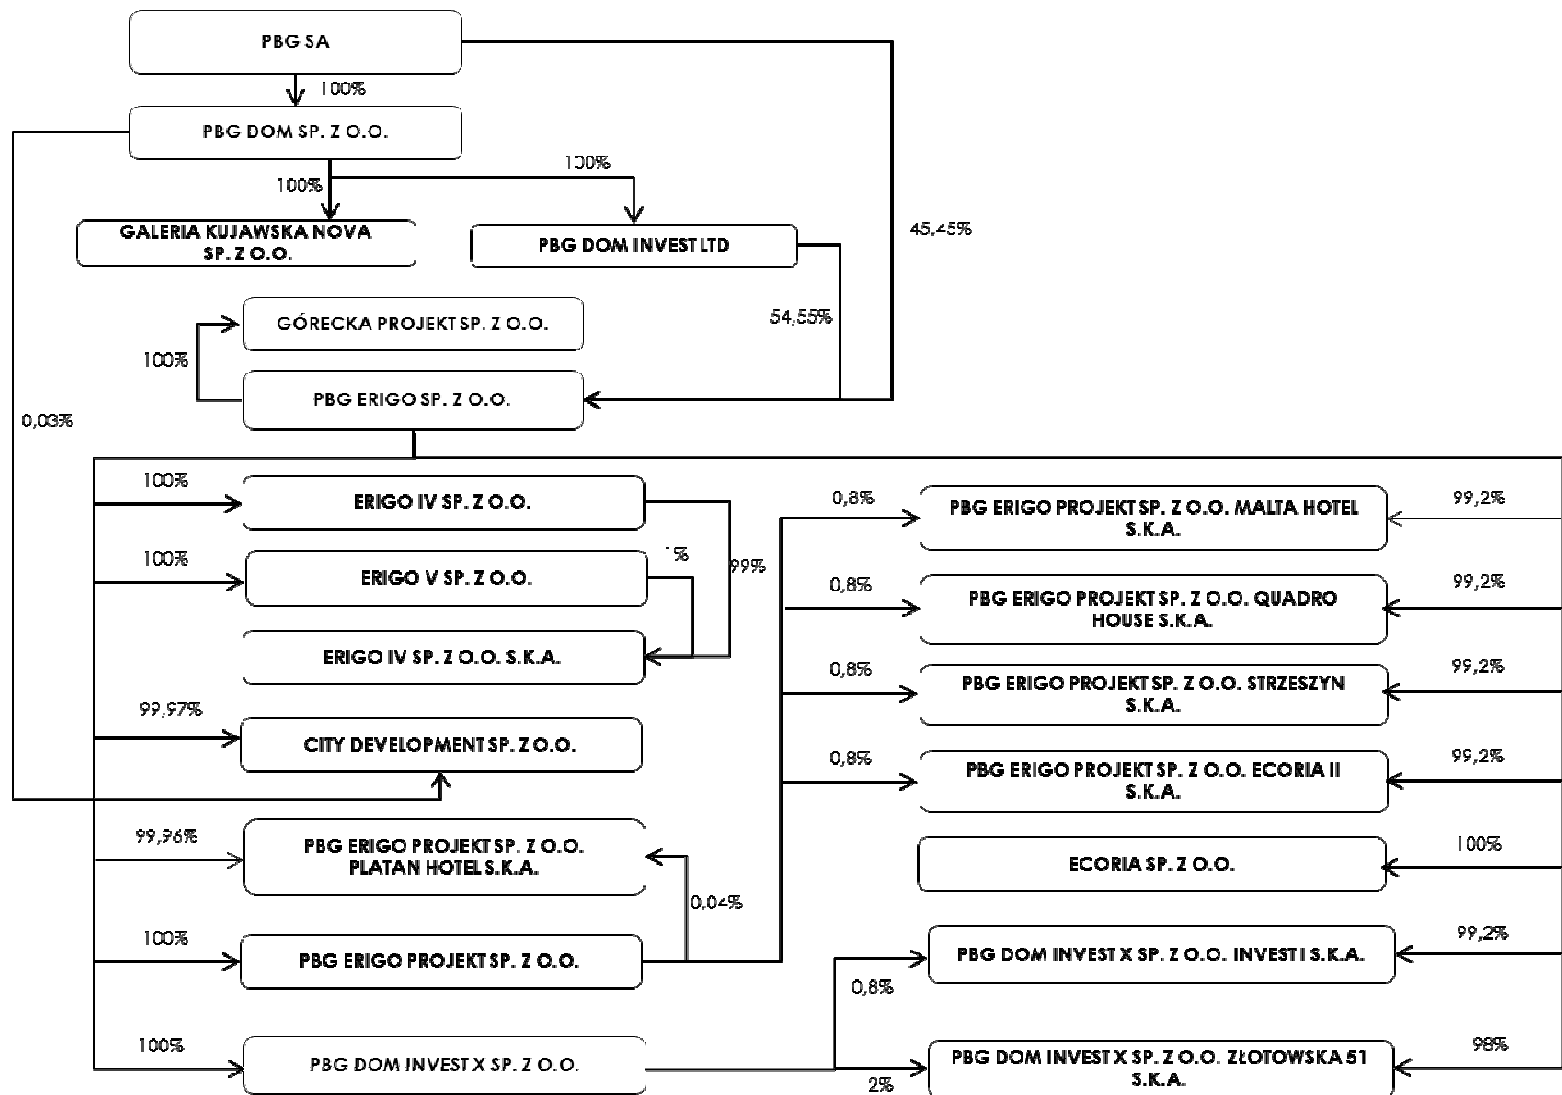 PBG SA
100%
PBG DOM SP. Z O.O.
100%
100%
GALERIA KUJAWSKA NOVA
SP. Z O.O.
PBG DOM INVEST LTD
45,45%
54,55%
GÓRECKA PROJEKT SP. Z O.O.
100%
PBG ERIGO SP. Z O.O.
0,03%
100%
ERIGO IV SP. Z O.O.
100%
ERIGO V SP. Z O.O.
1%
99%
ERIGO IV SP. Z O.O. S.K.A.
99,97%
CITY DEVELOPMENT SP. Z O.O.
99,96%
PBG ERIGO PROJEKT SP. Z O.O.
PLATAN HOTEL S.K.A.
0,04%
100%
PBG ERIGO PROJEKT SP. Z O.O.
100%
PBG DOM INVEST X SP. Z O.O.
0,8%
PBG ERIGO PROJEKT SP. Z O.O. MALTA HOTEL
S.K.A.
99,2%
0,8%
PBG ERIGO PROJEKT SP. Z O.O. QUADRO
HOUSE S.K.A.
99,2%
0,8%
PBG ERIGO PROJEKT SP. Z O.O. STRZESZYN
S.K.A.
99,2%
0,8%
PBG ERIGO PROJEKT SP. Z O.O. ECORIA II
S.K.A.
99,2%
ECORIA SP. Z O.O.
100%
0,8%
PBG DOM INVEST X SP. Z O.O. INVEST I S.K.A.
99,2%
2%
PBG DOM INVEST X SP. Z O.O. ZŁOTOWSKA 51
S.K.A.
98%